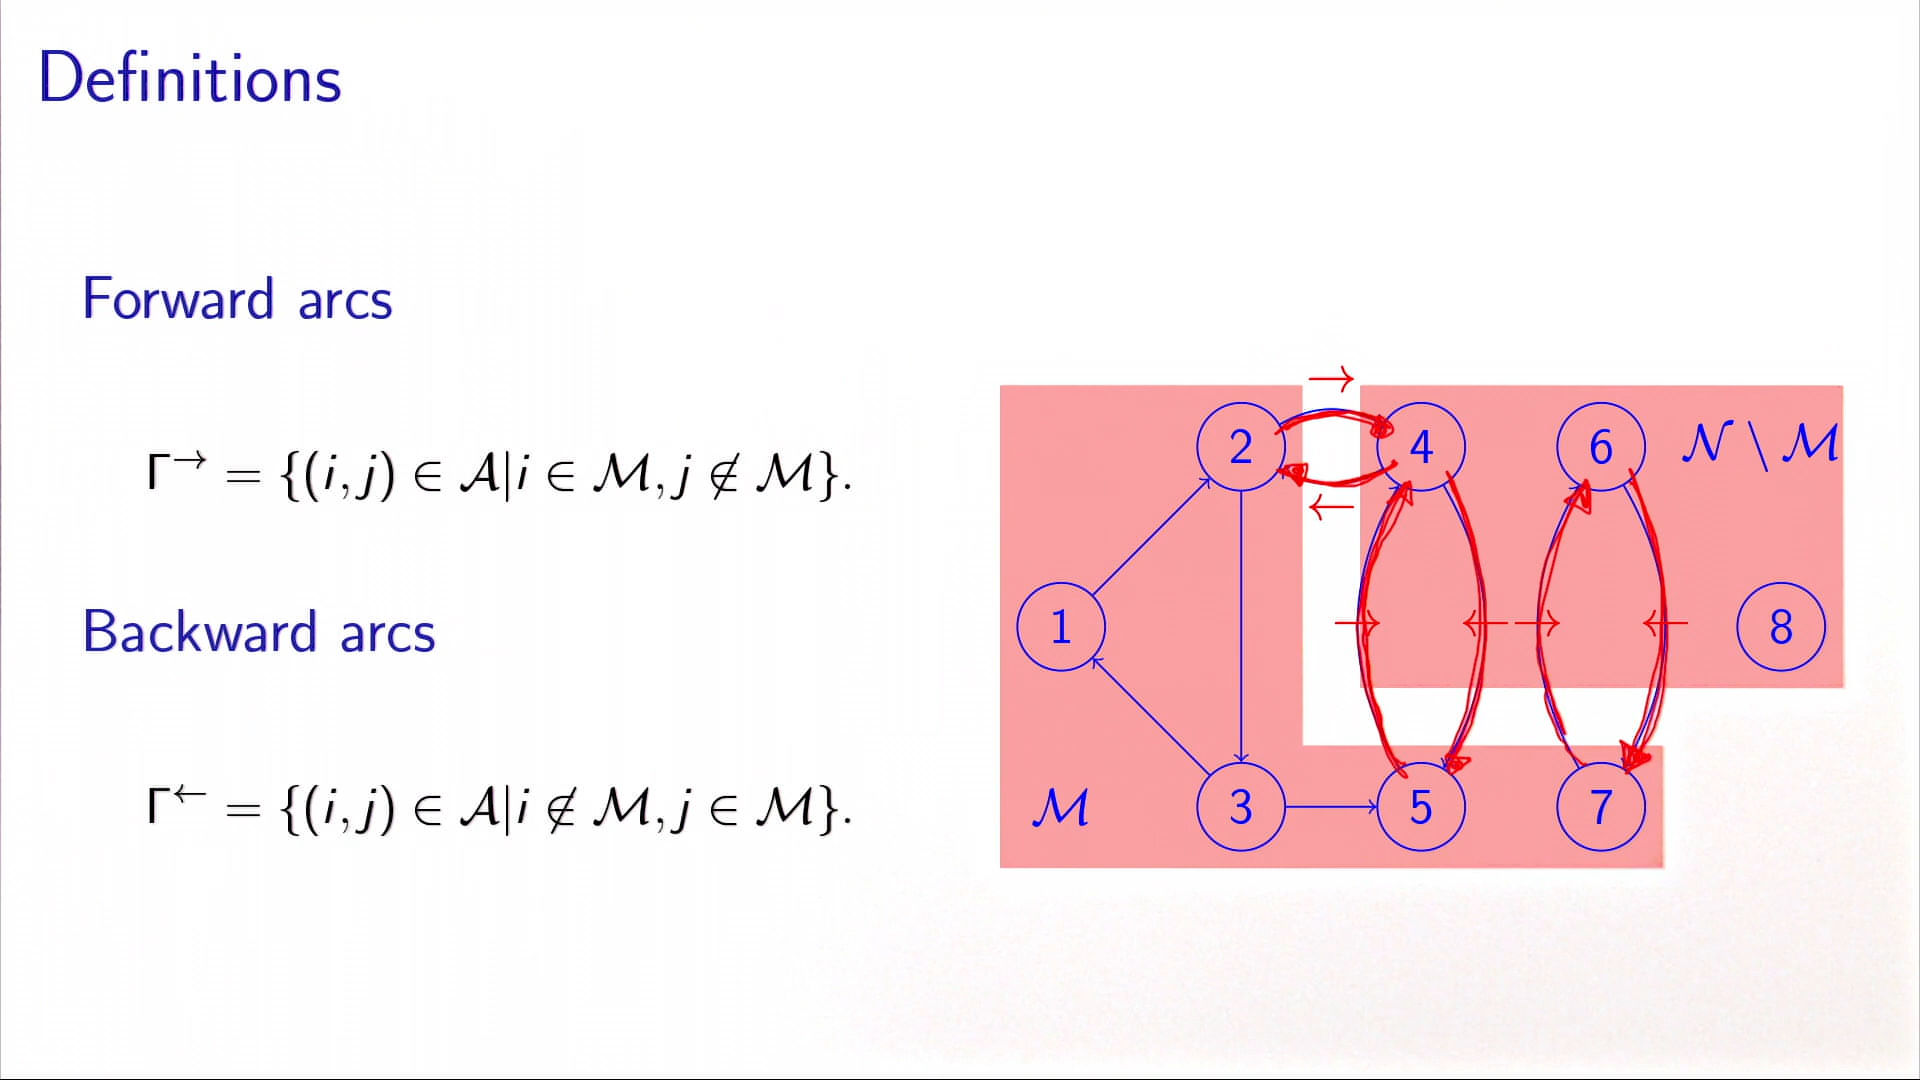 Definitions
Forward arcs
Γ→ = {(i, j) ∈ 𝒜|i ∈ ℳ, j ∉ ℳ}.
Backward arcs
Γ← = {(i, j) ∈ 𝒜|i ∉ ℳ, j ∈ ℳ}.
→
2 4 6 𝒩 \ ℳ
←
1 → ← → ← 8
ℳ 3 5 7